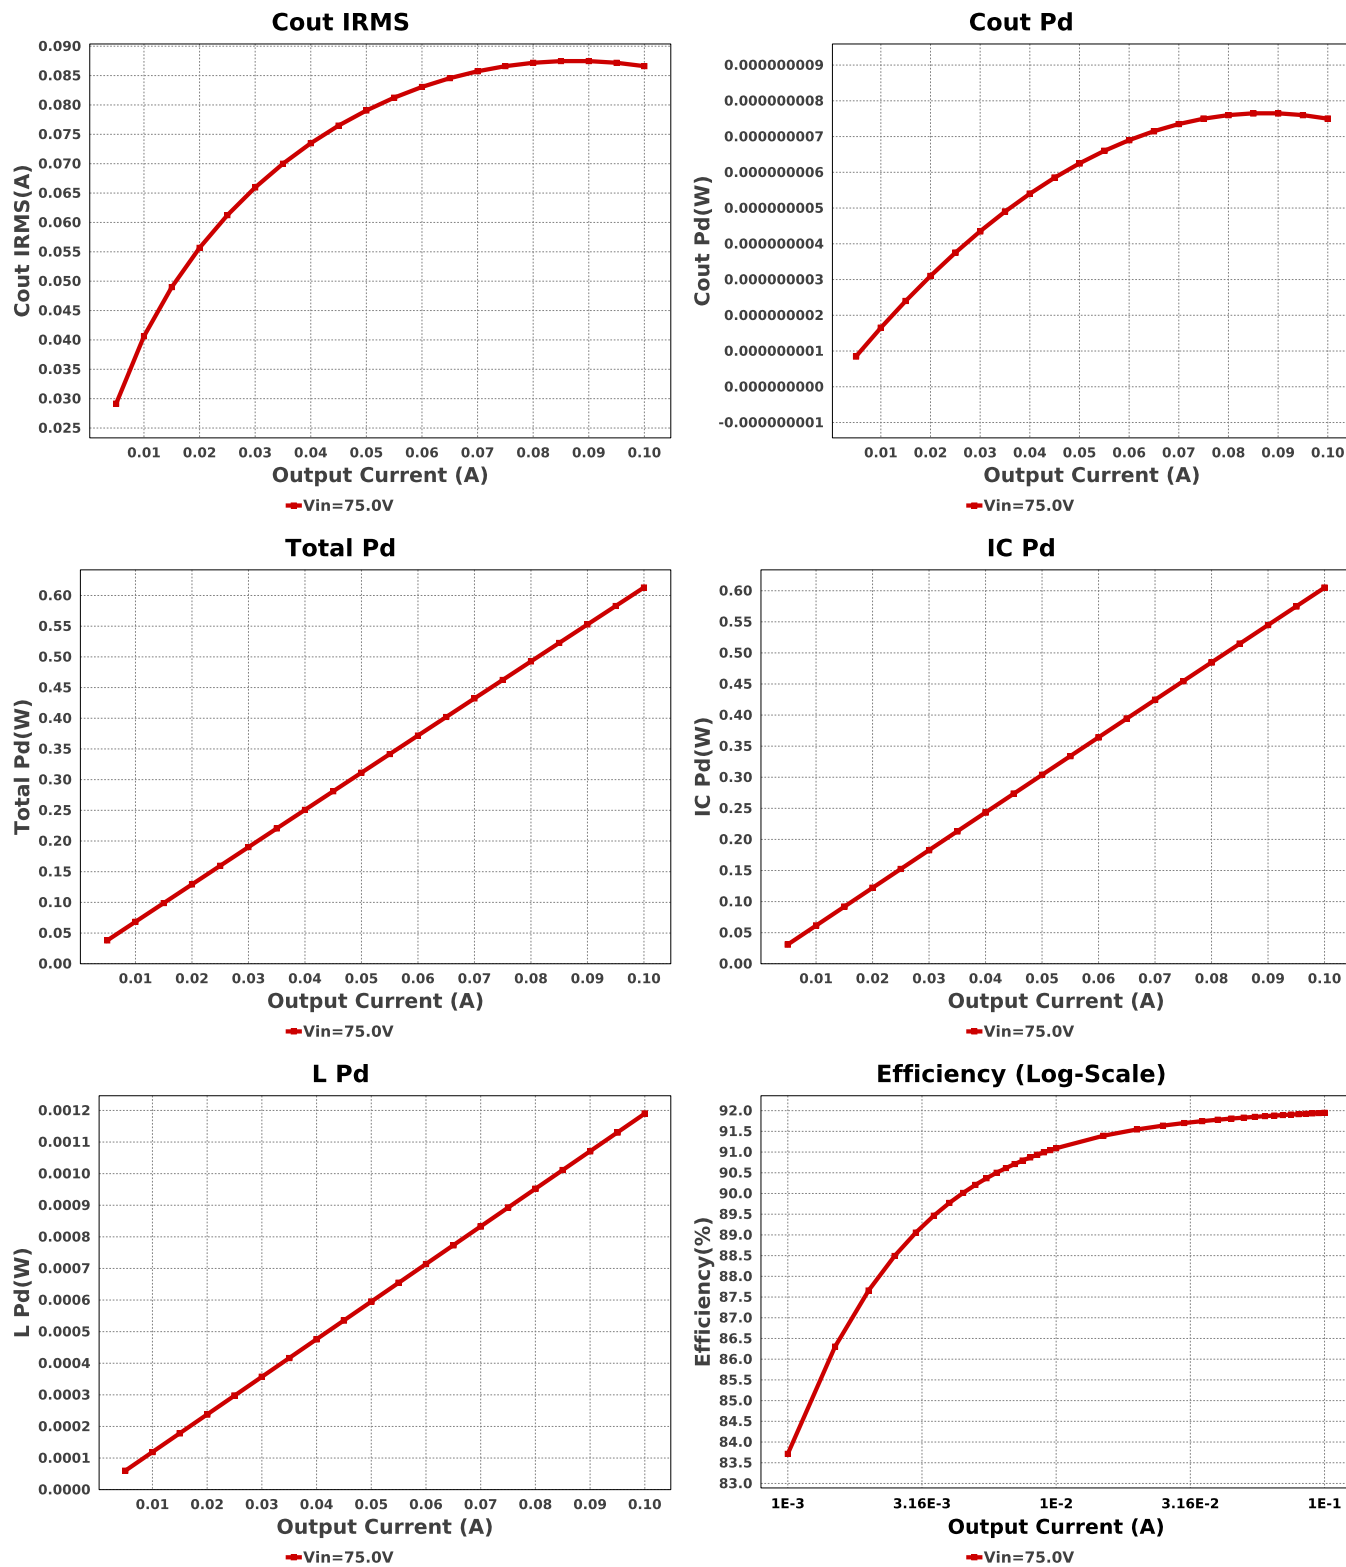 Cout IRMS
0.090
0.085
0.080
0.075
0.070
0.065
0.060
0.055
0.050
0.045
0.040
0.035
0.030
0.025
Cout IRMS(A)
0.01 0.02 0.03 0.04 0.05 0.06 0.07 0.08 0.09 0.10
Output Current (A)
Vin=75.0V
Cout Pd
0.000000009
0.000000008
0.000000007
0.000000006
0.000000005
0.000000004
0.000000003
0.000000002
0.000000001
0.000000000
-0.000000001
Cout Pd(W)
0.01 0.02 0.03 0.04 0.05 0.06 0.07 0.08 0.09 0.10
Output Current (A)
Vin=75.0V
Total Pd
0.60
0.55
0.50
0.45
0.40
0.35
0.30
0.25
0.20
0.15
0.10
0.05
0.00
Total Pd(W)
0.01 0.02 0.03 0.04 0.05 0.06 0.07 0.08 0.09 0.10
Output Current (A)
Vin=75.0V
IC Pd
0.60
0.55
0.50
0.45
0.40
0.35
0.30
0.25
0.20
0.15
0.10
0.05
0.00
IC Pd(W)
0.01 0.02 0.03 0.04 0.05 0.06 0.07 0.08 0.09 0.10
Output Current (A)
Vin=75.0V
L Pd
0.0012
0.0011
0.0010
0.0009
0.0008
0.0007
0.0006
0.0005
0.0004
0.0003
0.0002
0.0001
0.0000
L Pd(W)
0.01 0.02 0.03 0.04 0.05 0.06 0.07 0.08 0.09 0.10
Output Current (A)
Vin=75.0V
Efficiency (Log-Scale)
92.0
91.5
91.0
90.5
90.0
89.5
89.0
88.5
88.0
87.5
87.0
86.5
86.0
85.5
85.0
84.5
84.0
83.5
83.0
Efficiency(%)
1E-3 3.16E-3 1E-2 3.16E-2 1E-1
Output Current (A)
Vin=75.0V